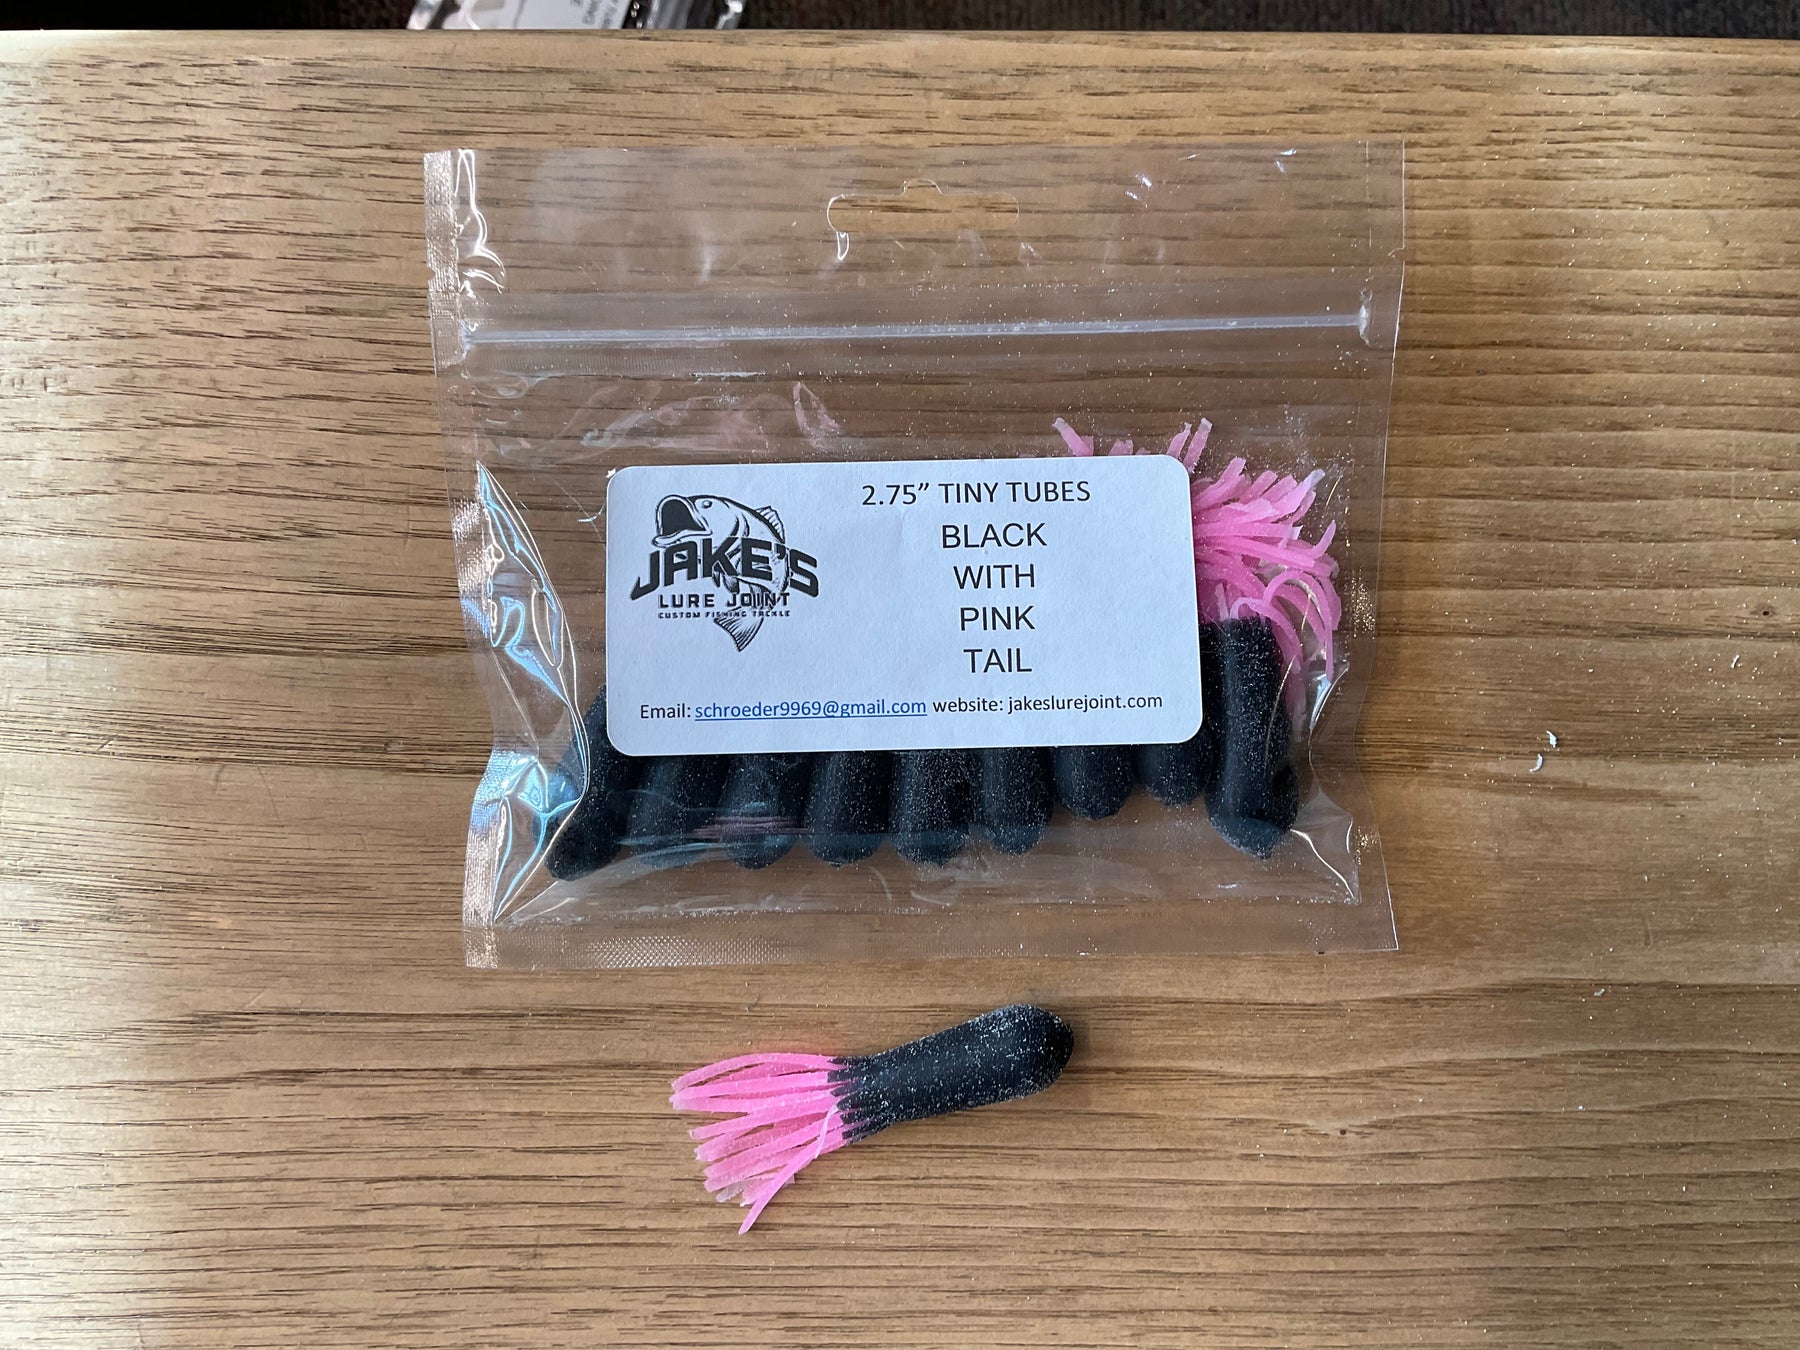 2.75” TINY TUBES
BLACK
WITH
PINK
TAIL
JAKE'S
LURE JOINT
CUSTOM FISHING TACKLE
Email: schroeder9969@gmail.com website: jakeslurejoint.com